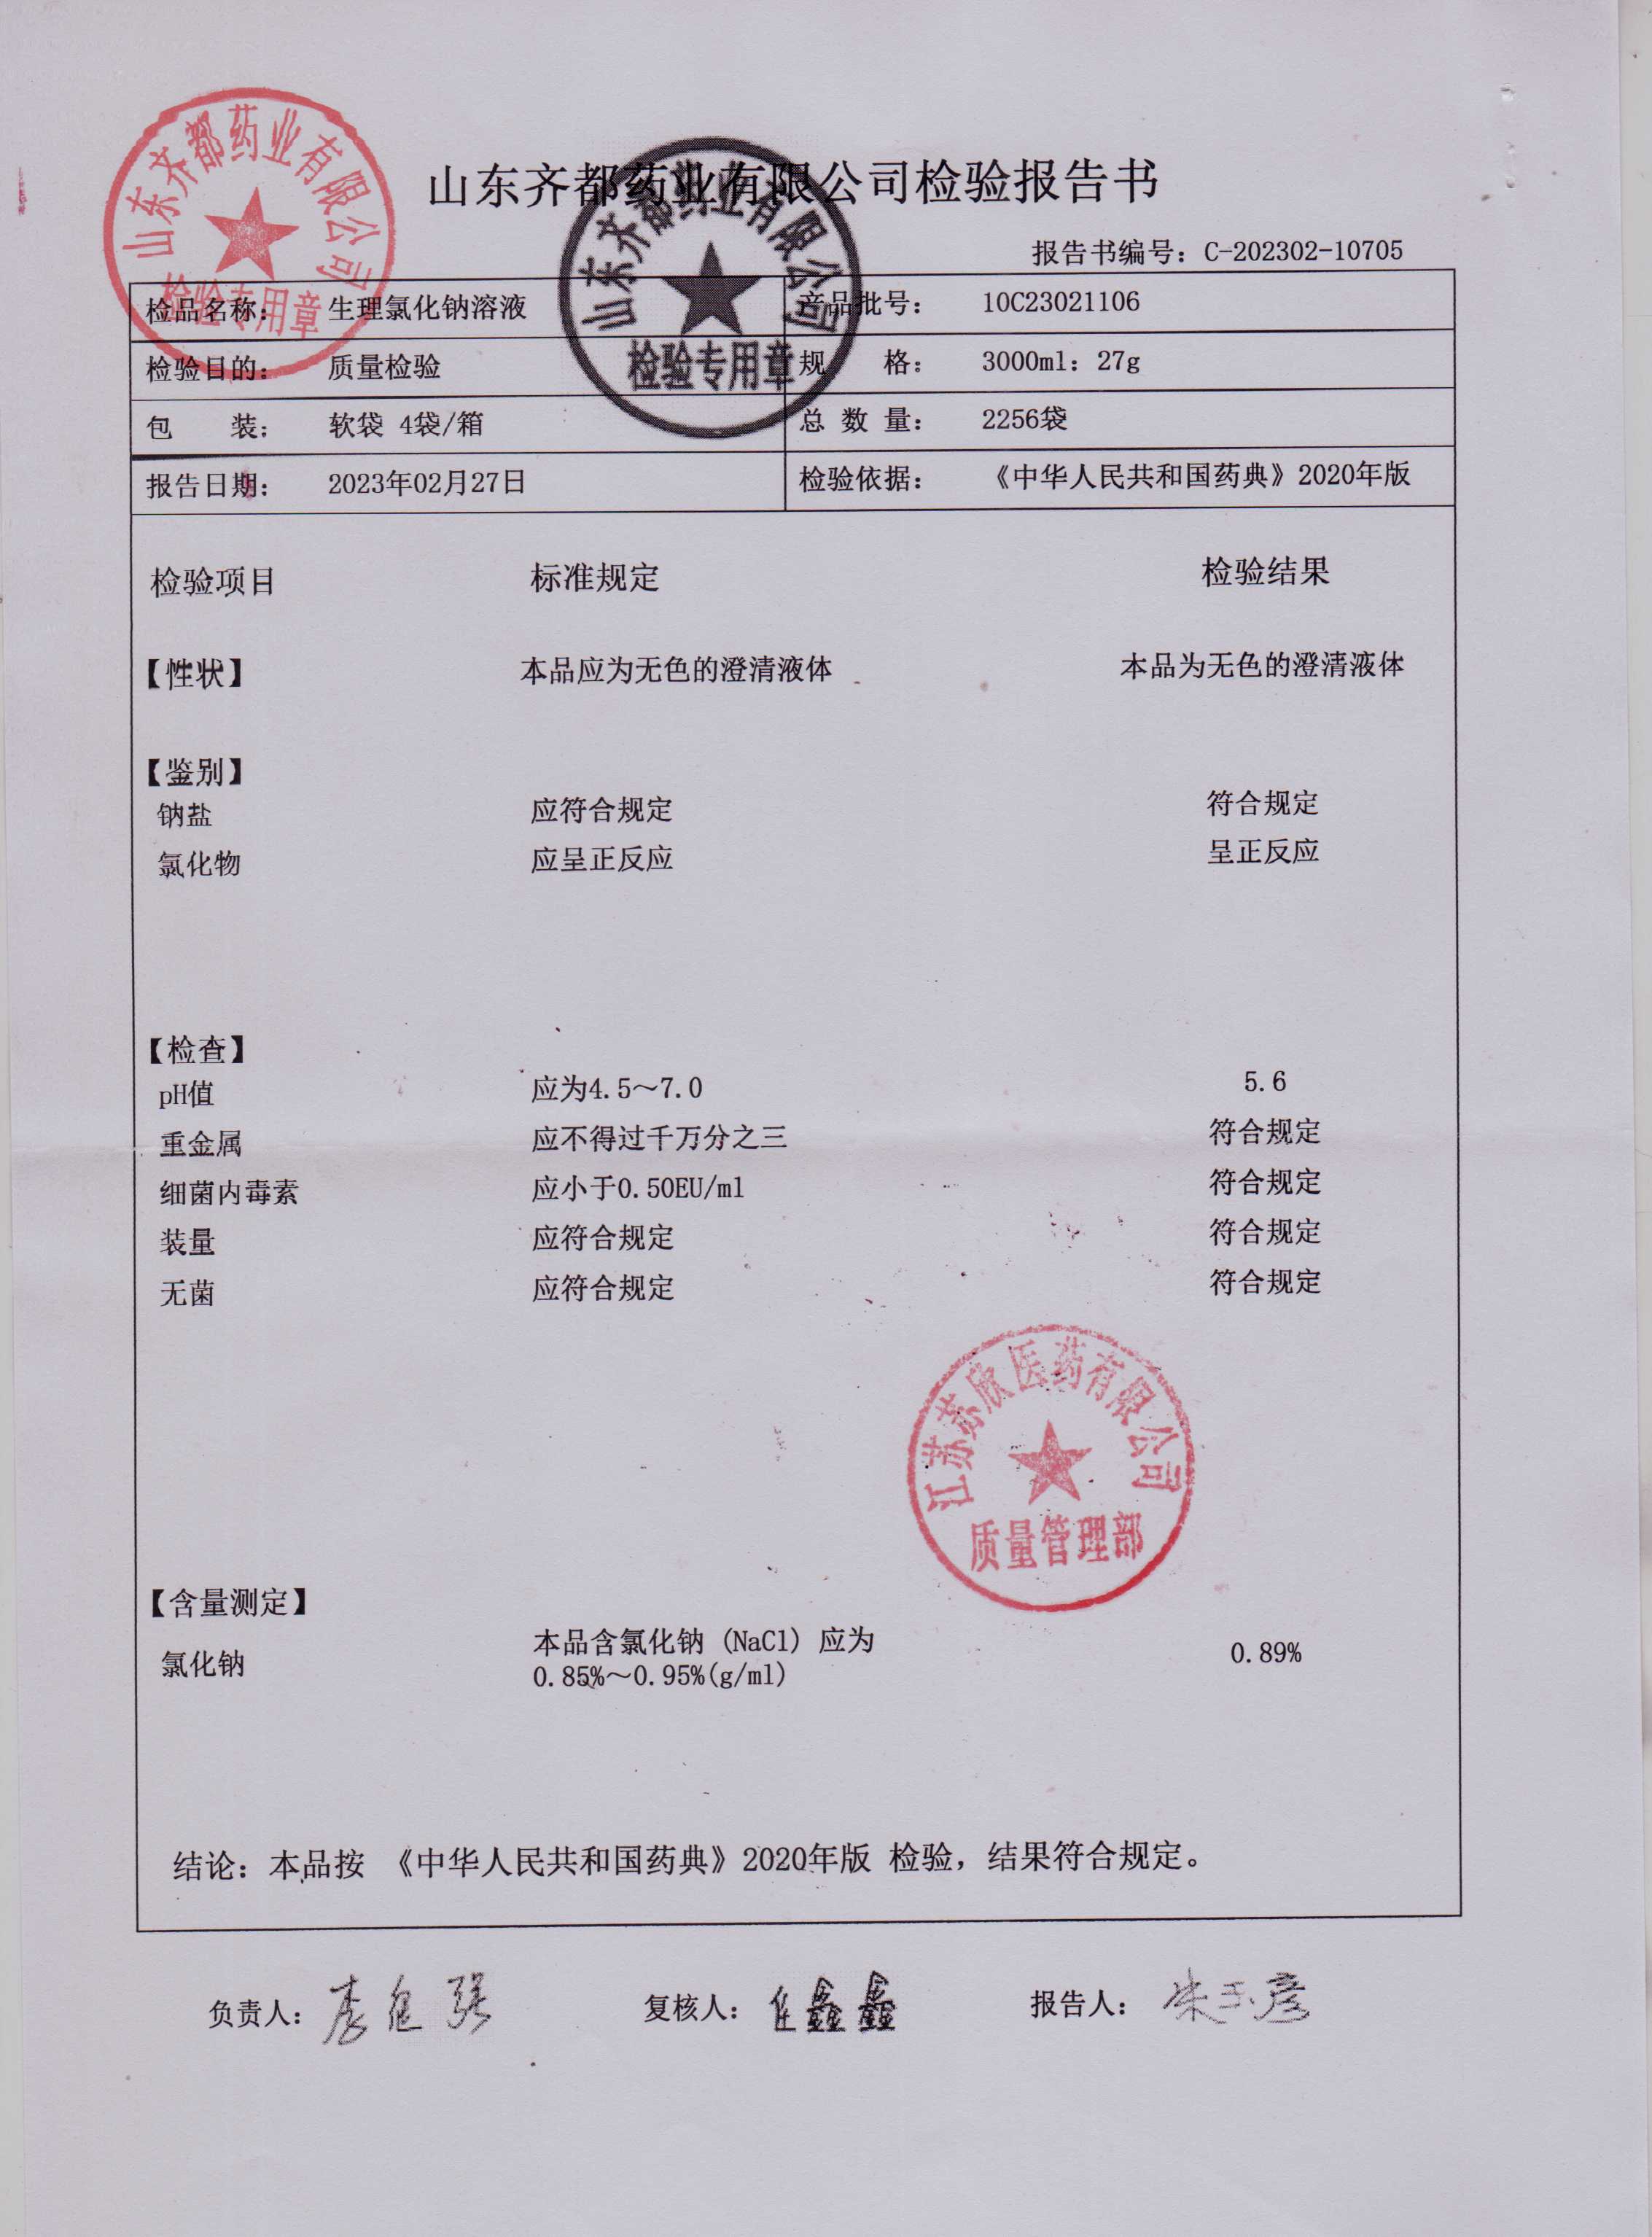 山东齐都药业有限公司检验报告书
山东齐都药业有限公司
检验专用章
山东齐都药业有限公司
检验专用章
报告书编号：C-202302-10705
检品名称： 生理氯化钠溶液 产品批号： 10C23021106
检验目的： 质量检验 规 格： 3000ml：27g
包 装： 软袋 4袋/箱 总 数 量： 2256袋
报告日期： 2023年02月27日 检验依据： 《中华人民共和国药典》2020年版
检验项目 标准规定 检验结果
【性状】 本品应为无色的澄清液体 本品为无色的澄清液体
【鉴别】
钠盐 应符合规定 符合规定
氯化物 应呈正反应 呈正反应
【检查】
pH值 应为4.5～7.0 5.6
重金属 应不得过千万分之三 符合规定
细菌内毒素 应小于0.50EU/ml 符合规定
装量 应符合规定 符合规定
无菌 应符合规定 符合规定
江苏苏欣医药有限公司
质量管理部
【含量测定】
氯化钠 本品含氯化钠 (NaCl) 应为 0.89%
0.85%～0.95%(g/ml)
结论：本品按 《中华人民共和国药典》2020年版 检验，结果符合规定。
负责人： 复核人：任鑫鑫 报告人：朱玉彦